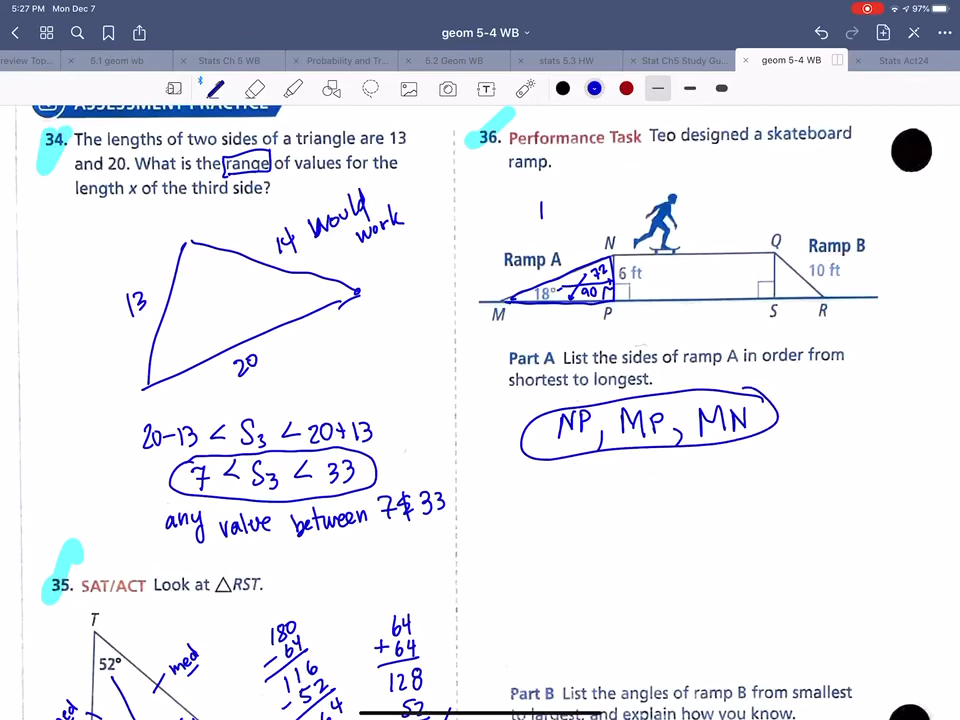 5:27 PM Mon Dec 7
97%
geom 5-4 WB
review Top...
5.1 geom wb
Stats Ch 5 WB
Probability and Tr...
5.2 Geom WB
stats 5.3 HW
Stat Ch5 Study Gu...
geom 5-4 WB
Stats Act24
ASSESSMENT PRACTICE
34. The lengths of two sides of a triangle are 13
and 20. What is the range of values for the
length x of the third side?
14 would
work
13
20
20-13 < S3 < 20+13
7 < S3 < 33
any value between 7 & 33
35. SAT/ACT Look at △RST.
T
52°
med
med
180
- 64
116
- 52
64
+ 64
128
52
36. Performance Task Teo designed a skateboard
ramp.
N
Q
Ramp A
Ramp B
72
6 ft
10 ft
18°
90
M
P
S
R
Part A List the sides of ramp A in order from
shortest to longest.
NP, MP, MN
Part B List the angles of ramp B from smallest
to largest, and explain how you know.